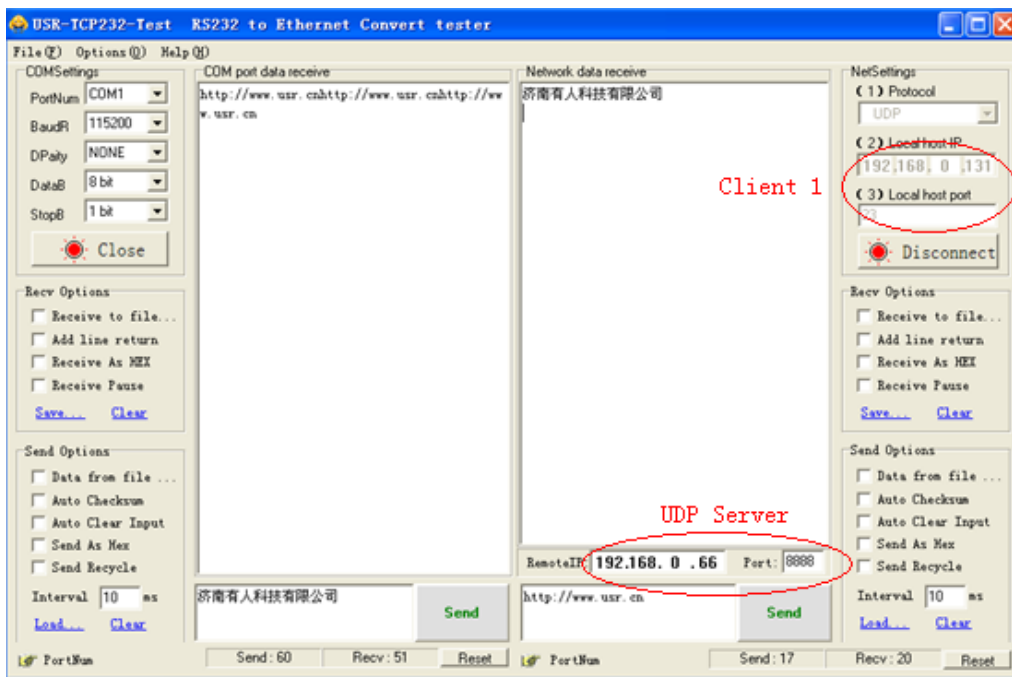 USR-TCP232-Test RS232 to Ethernet Convert tester
File(F) Options(O) Help(H)
COMSettings
PortNum COM1
BaudR 115200
DPaity NONE
DataB 8 bit
StopB 1 bit
Close
Recv Options
Receive to file...
Add line return
Receive As HEX
Receive Pause
Save... Clear
Send Options
Data from file ...
Auto Checksum
Auto Clear Input
Send As Hex
Send Recycle
Interval 10 ms
Load... Clear
COM port data receive
http://www.usr.cnhttp://www.usr.cnhttp://ww
w.usr.cn
济南有人科技有限公司
Send
Network data receive
济南有人科技有限公司
Client 1
UDP Server
RemoteIP: 192.168. 0 .66 Port: 8888
http://www.usr.cn
Send
NetSettings
( 1 ) Protocol
UDP
( 2 ) Local host IP
192.168. 0 .131
( 3 ) Local host port
23
Disconnect
Recv Options
Receive to file...
Add line return
Receive As HEX
Receive Pause
Save... Clear
Send Options
Data from file ...
Auto Checksum
Auto Clear Input
Send As Hex
Send Recycle
Interval 10 ms
Load... Clear
PortNum Send : 60 Recv : 51 Reset
PortNum Send : 17 Recv : 20 Reset